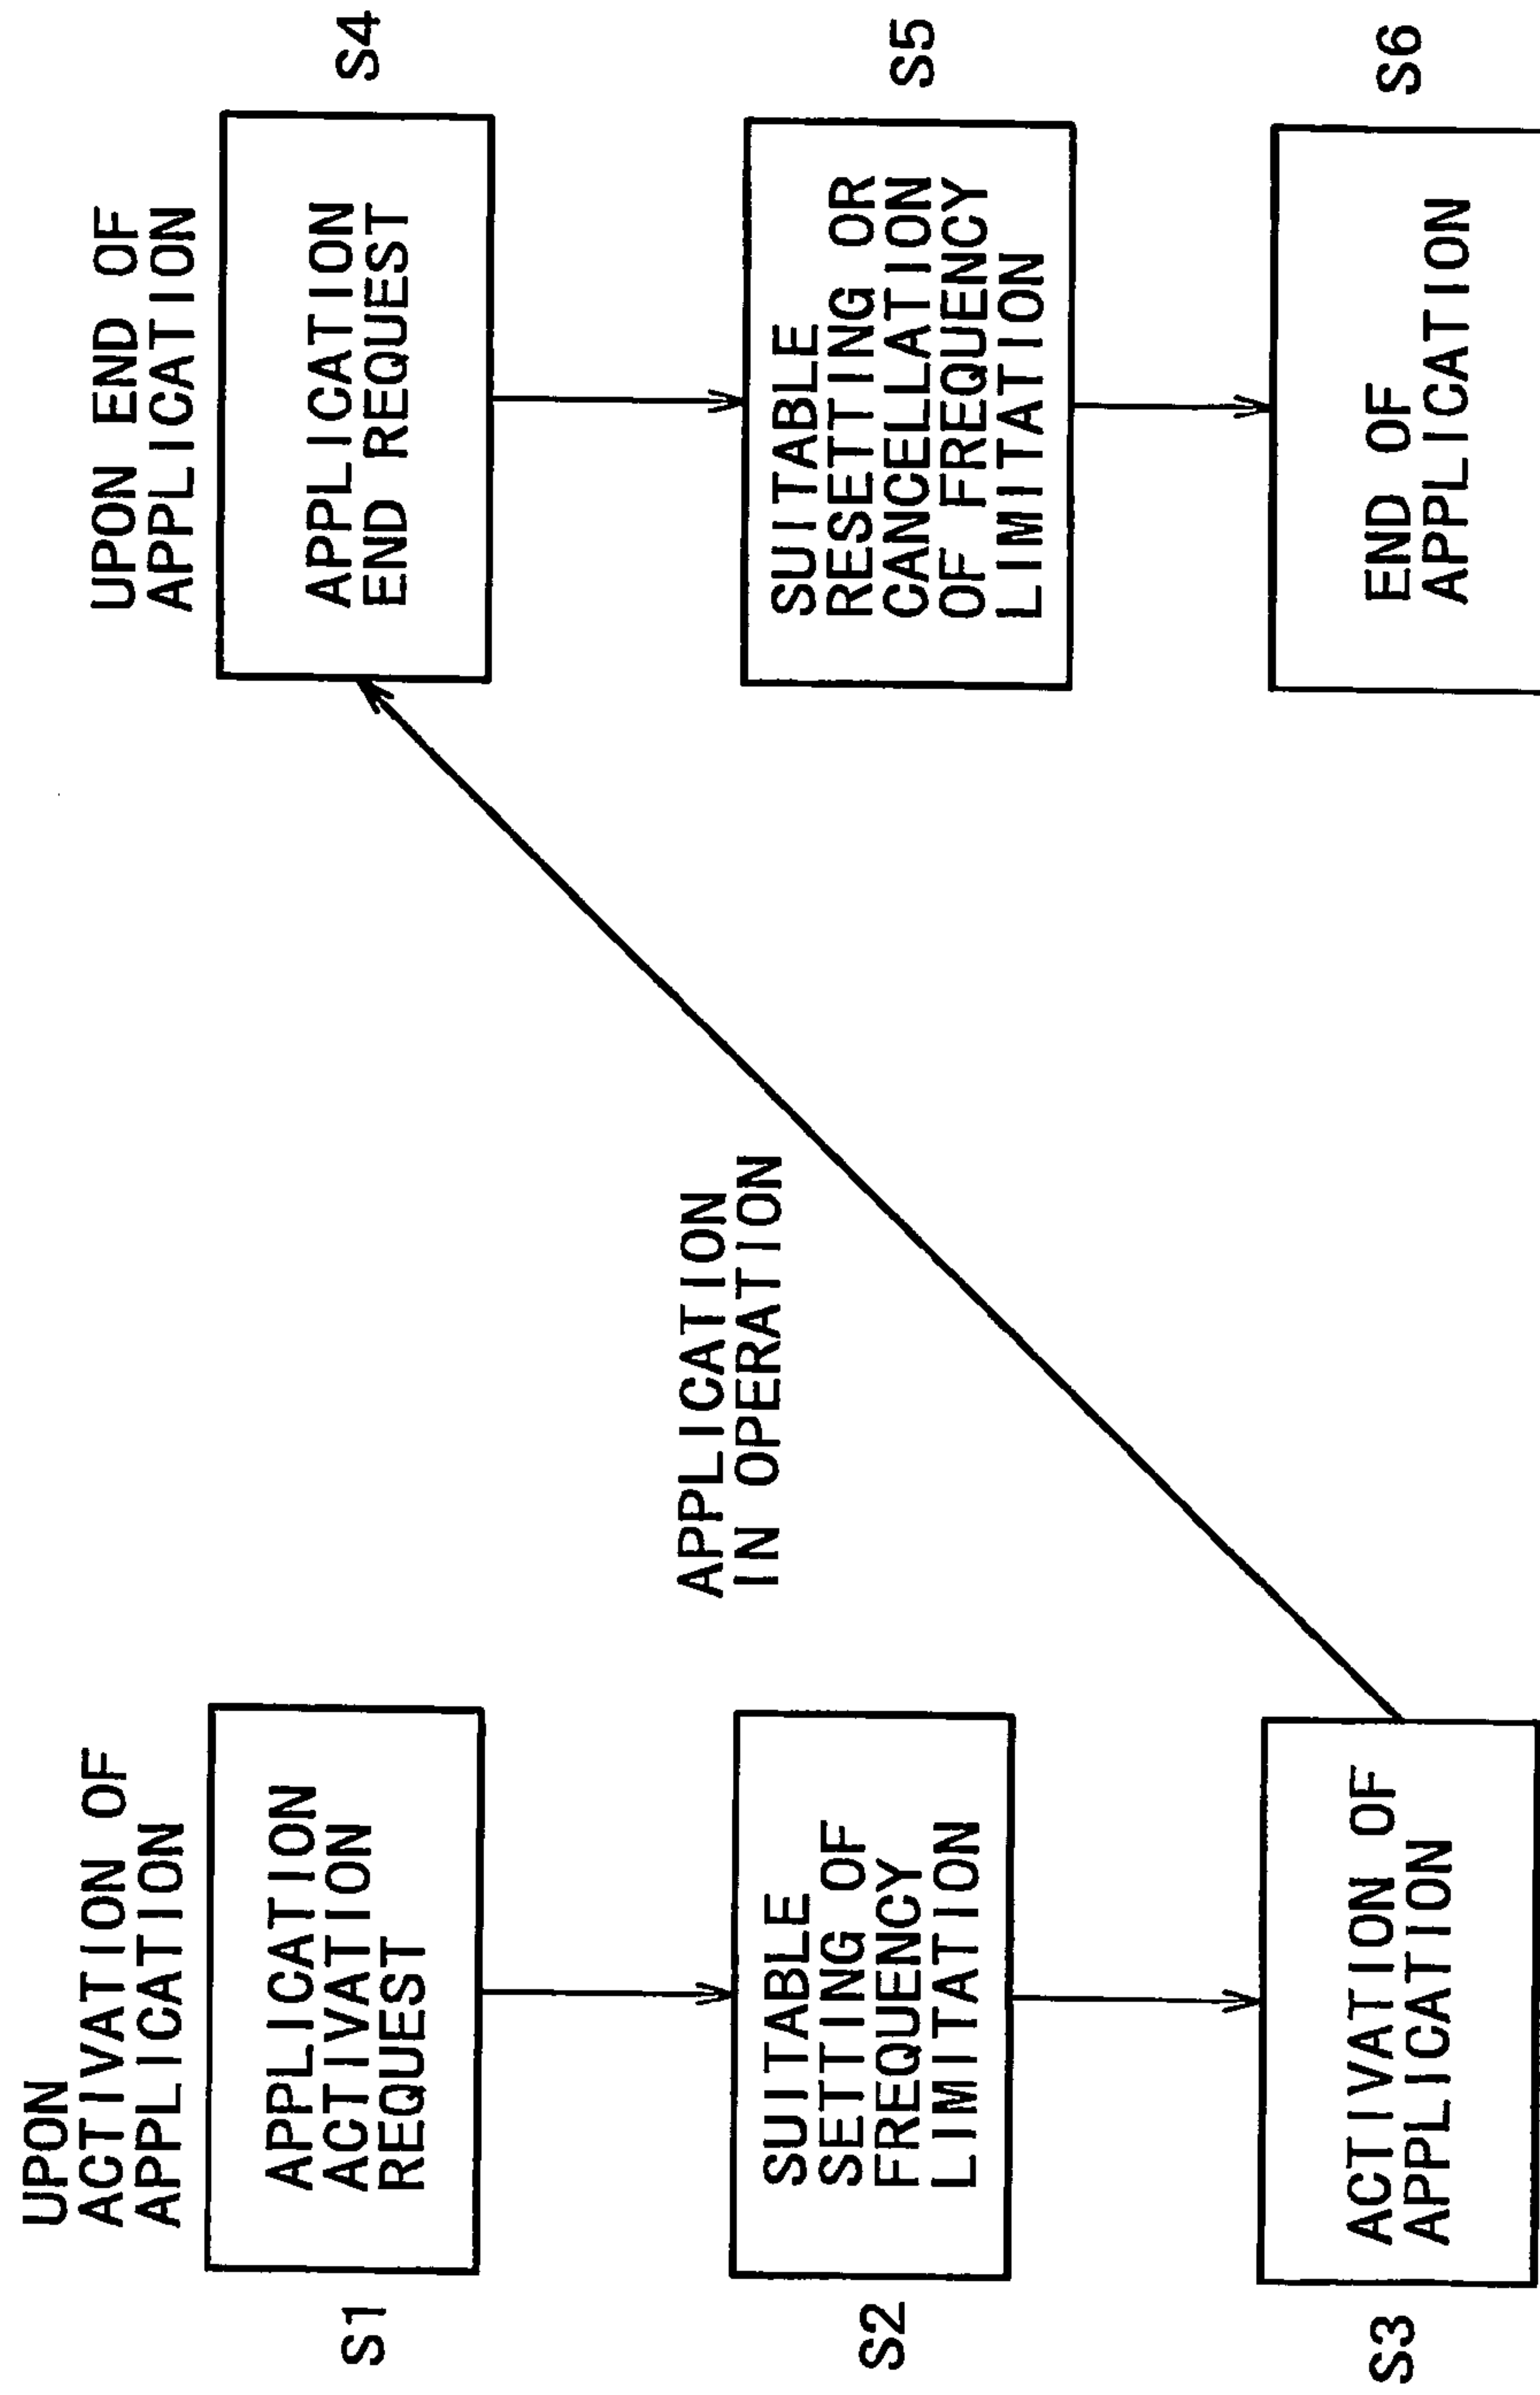 UPON
ACTIVATION OF
APPLICATION
S1
APPLICATION
ACTIVATION
REQUEST
S2
SUITABLE
SETTING OF
FREQUENCY
LIMITATION
S3
ACTIVATION OF
APPLICATION
APPLICATION
IN OPERATION
UPON END OF
APPLICATION
APPLICATION
END REQUEST
S4
SUITABLE
RESETTING OR
CANCELLATION
OF FREQUENCY
LIMITATION
S5
END OF
APPLICATION
S6